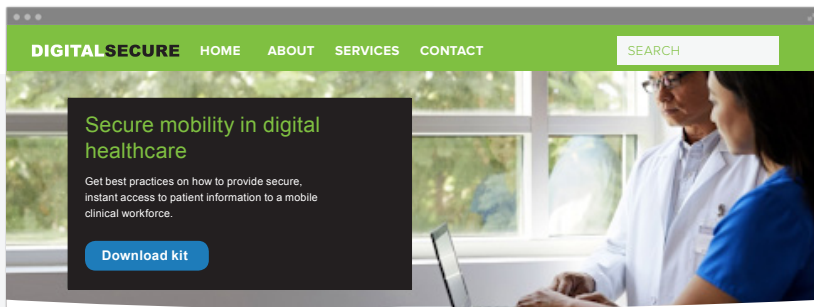 DIGITALSECURE HOME ABOUT SERVICES CONTACT SEARCH
Secure mobility in digital
healthcare
Get best practices on how to provide secure,
instant access to patient information to a mobile
clinical workforce.
Download kit